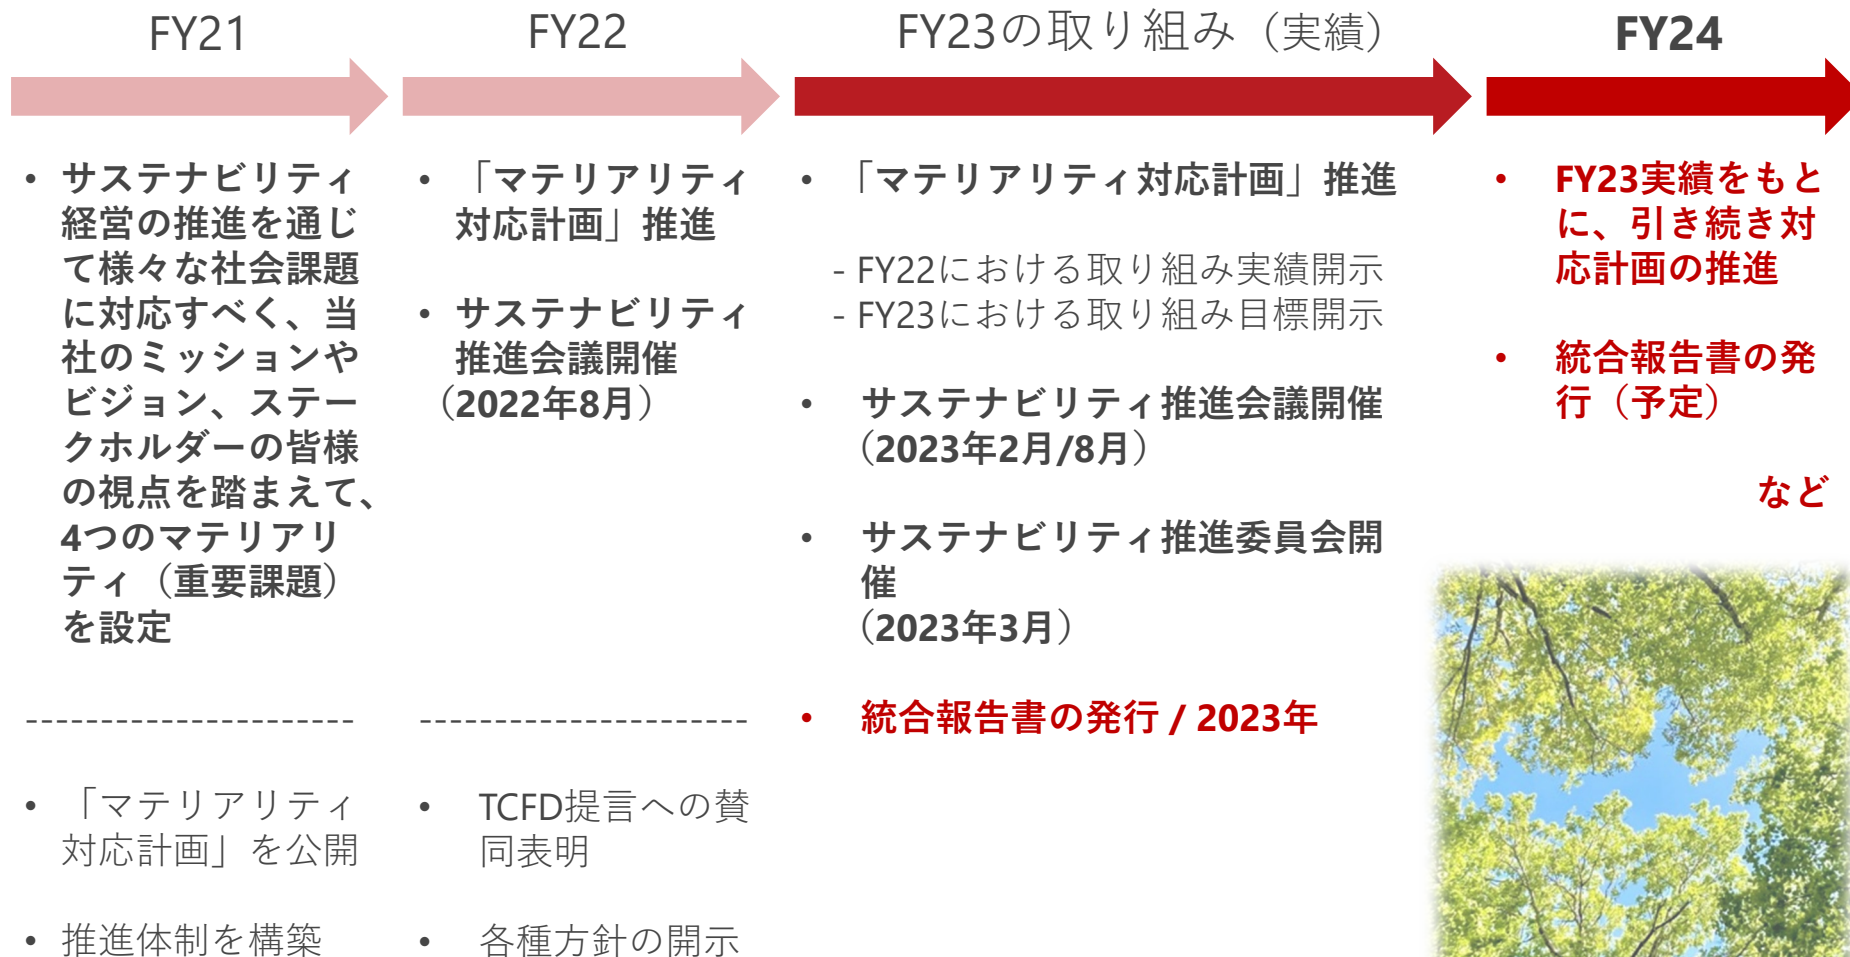 FY21
• サステナビリティ
経営の推進を通じ
て様々な社会課題
に対応すべく、当
社のミッションや
ビジョン、ステー
クホルダーの皆様
の視点を踏まえて、
4つのマテリアリ
ティ（重要課題）
を設定
----------------------
• 「マテリアリティ
対応計画」を公開
• 推進体制を構築
FY22
• 「マテリアリティ
対応計画」推進
• サステナビリティ
推進会議開催
（2022年8月）
----------------------
• TCFD提言への賛
同表明
• 各種方針の開示
FY23の取り組み（実績）
• 「マテリアリティ対応計画」推進
- FY22における取り組み実績開示
- FY23における取り組み目標開示
• サステナビリティ推進会議開催
（2023年2月/8月）
• サステナビリティ推進委員会開
催
（2023年3月）
• 統合報告書の発行 / 2023年
FY24
• FY23実績をもと
に、引き続き対
応計画の推進
• 統合報告書の発
行（予定）
など